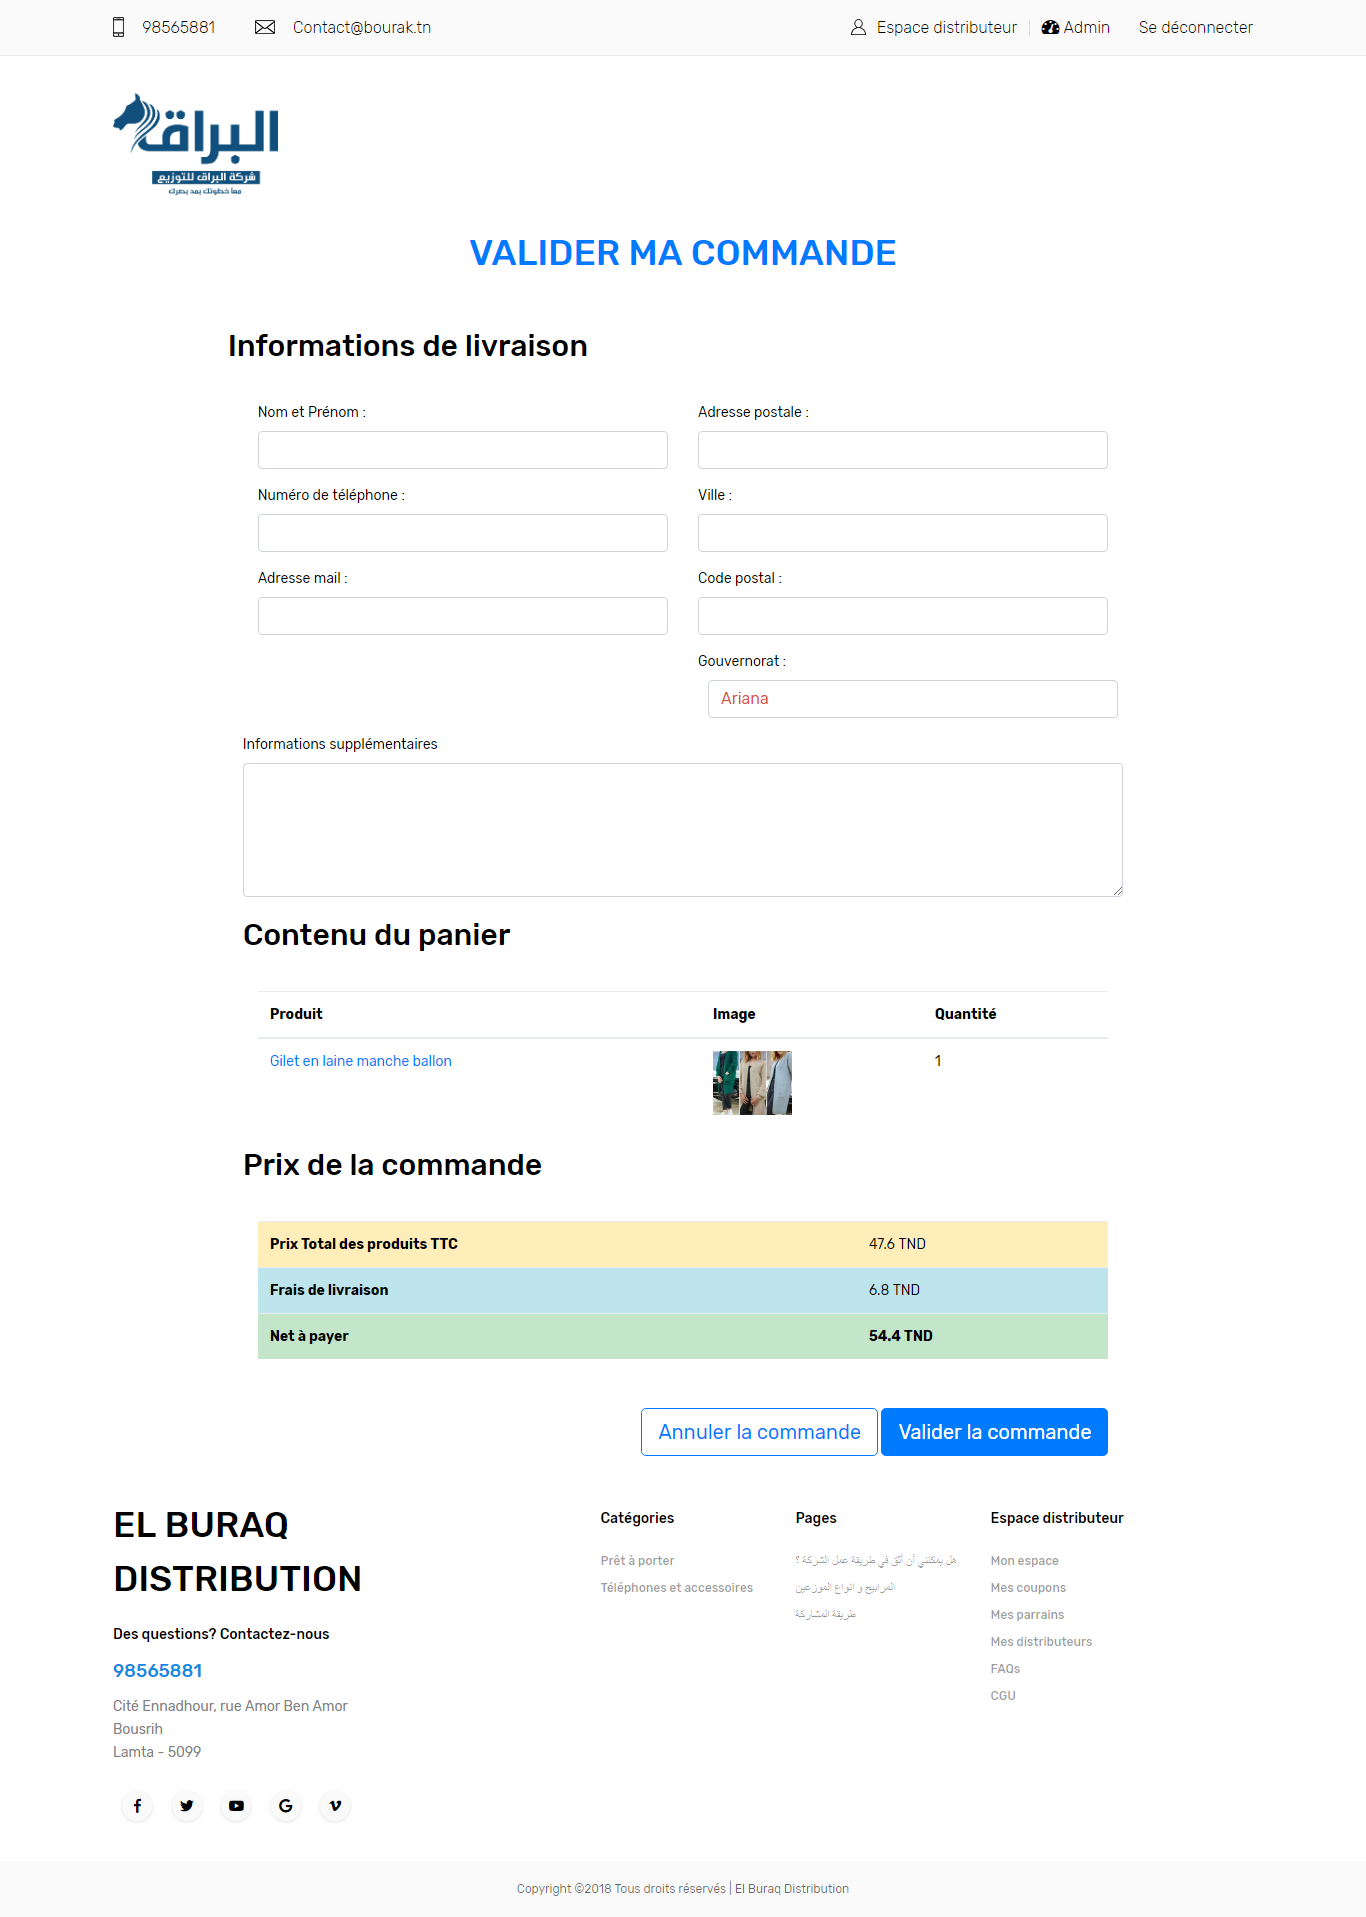 98565881
Contact@bourak.tn
Espace distributeur
Admin
Se déconnecter
البراق
شركة البراق للتوزيع
معا خطوتك بمد بصرك
VALIDER MA COMMANDE
Informations de livraison
Nom et Prénom :
Adresse postale :
Numéro de téléphone :
Ville :
Adresse mail :
Code postal :
Gouvernorat :
Ariana
Informations supplémentaires
Contenu du panier
Produit
Image
Quantité
Gilet en laine manche ballon
1
Prix de la commande
Prix Total des produits TTC
47.6 TND
Frais de livraison
6.8 TND
Net à payer
54.4 TND
Annuler la commande
Valider la commande
EL BURAQ
DISTRIBUTION
Des questions? Contactez-nous
98565881
Cité Ennadhour, rue Amor Ben Amor
Bousrih
Lamta - 5099
Catégories
Prêt à porter
Téléphones et accessoires
Pages
هل يمكنني أن أثق في طريقة عمل الشركة ؟
المرابيح و انواع الموزعين
طريقة المشاركة
Espace distributeur
Mon espace
Mes coupons
Mes parrains
Mes distributeurs
FAQs
CGU
Copyright ©2018 Tous droits réservés | El Buraq Distribution